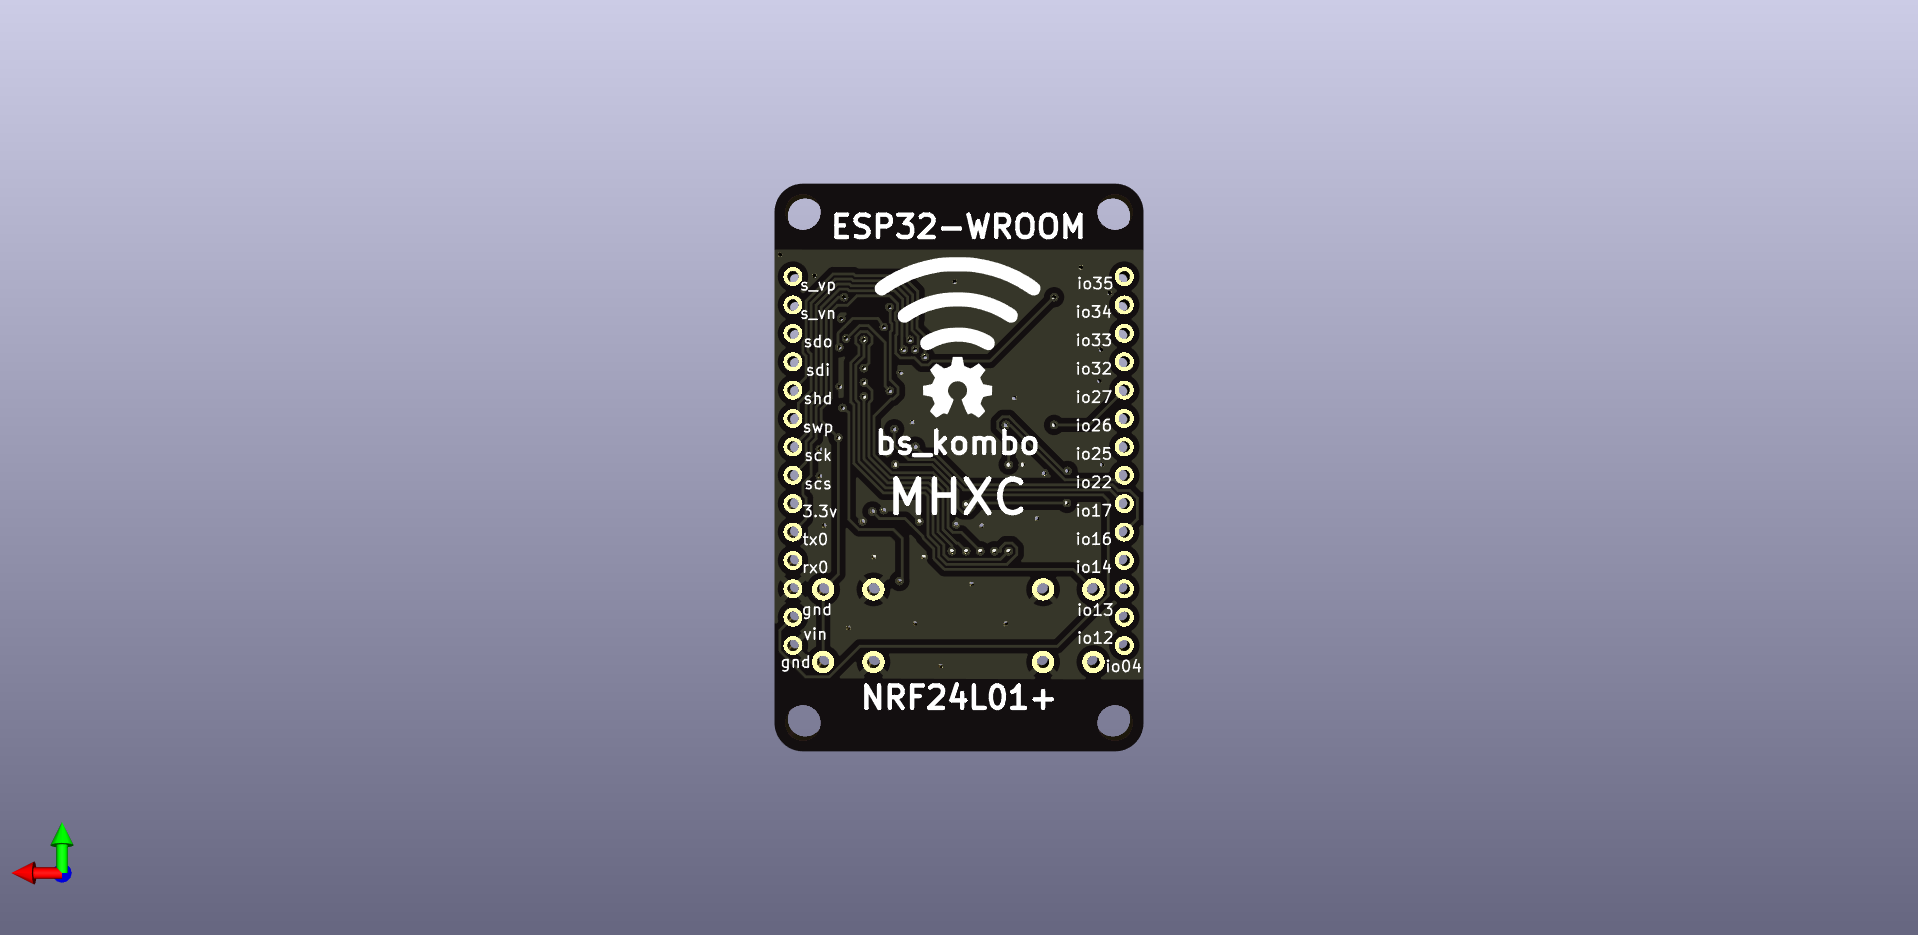 ESP32-WROOM
s_vp io35
s_vn io34
sdo io33
sdi io32
shd io27
swp io26
bs_kombo
sck io25
scs io22
MHXC
3.3v io17
tx0 io16
rx0 io14
gnd io13
vin io12
gnd io04
NRF24L01+